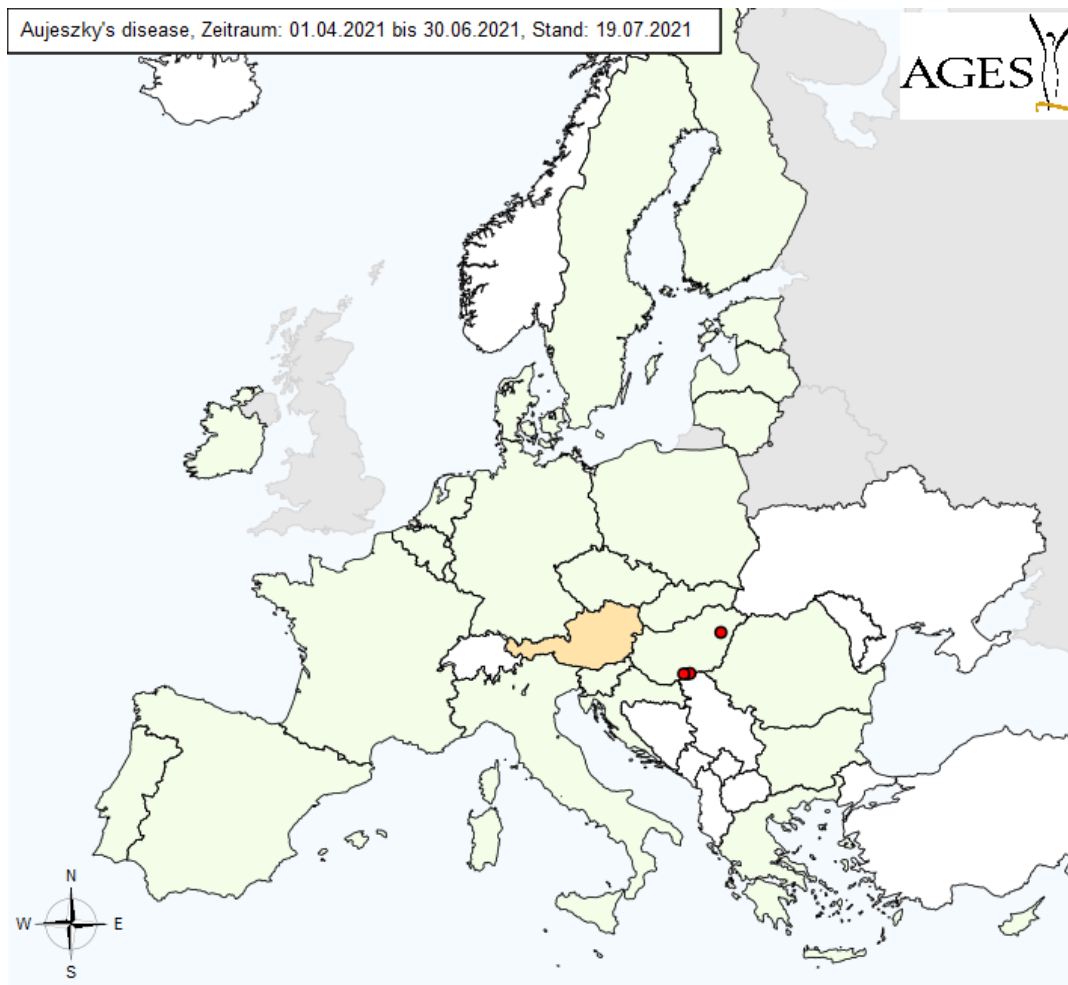 Aujeszky's disease, Zeitraum: 01.04.2021 bis 30.06.2021, Stand: 19.07.2021
AGES
N
W E
S